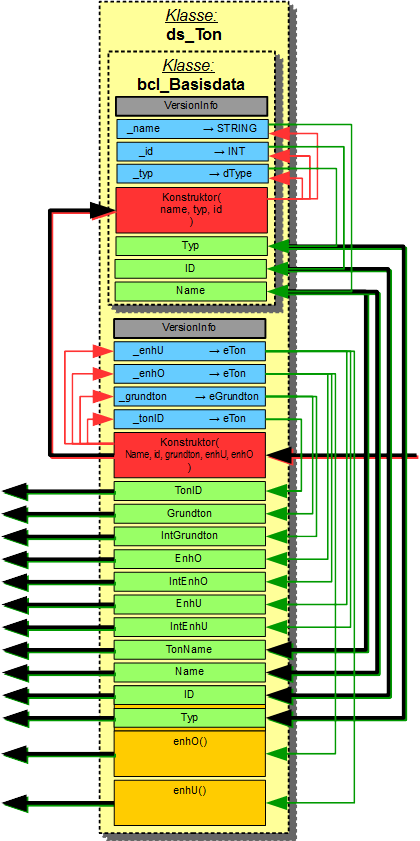 Klasse:
ds_Ton
Klasse:
bcl_Basisdata
VersionInfo
_name → STRING
_id → INT
_typ → dType
Konstruktor(
name, typ, id
)
Typ
ID
Name
VersionInfo
_enhU → eTon
_enhO → eTon
_grundton → eGrundton
_tonID → eTon
Konstruktor(
Name, id, grundton, enhU, enhO
)
TonID
Grundton
IntGrundton
EnhO
IntEnhO
EnhU
IntEnhU
TonName
Name
ID
Typ
enhO()
enhU()